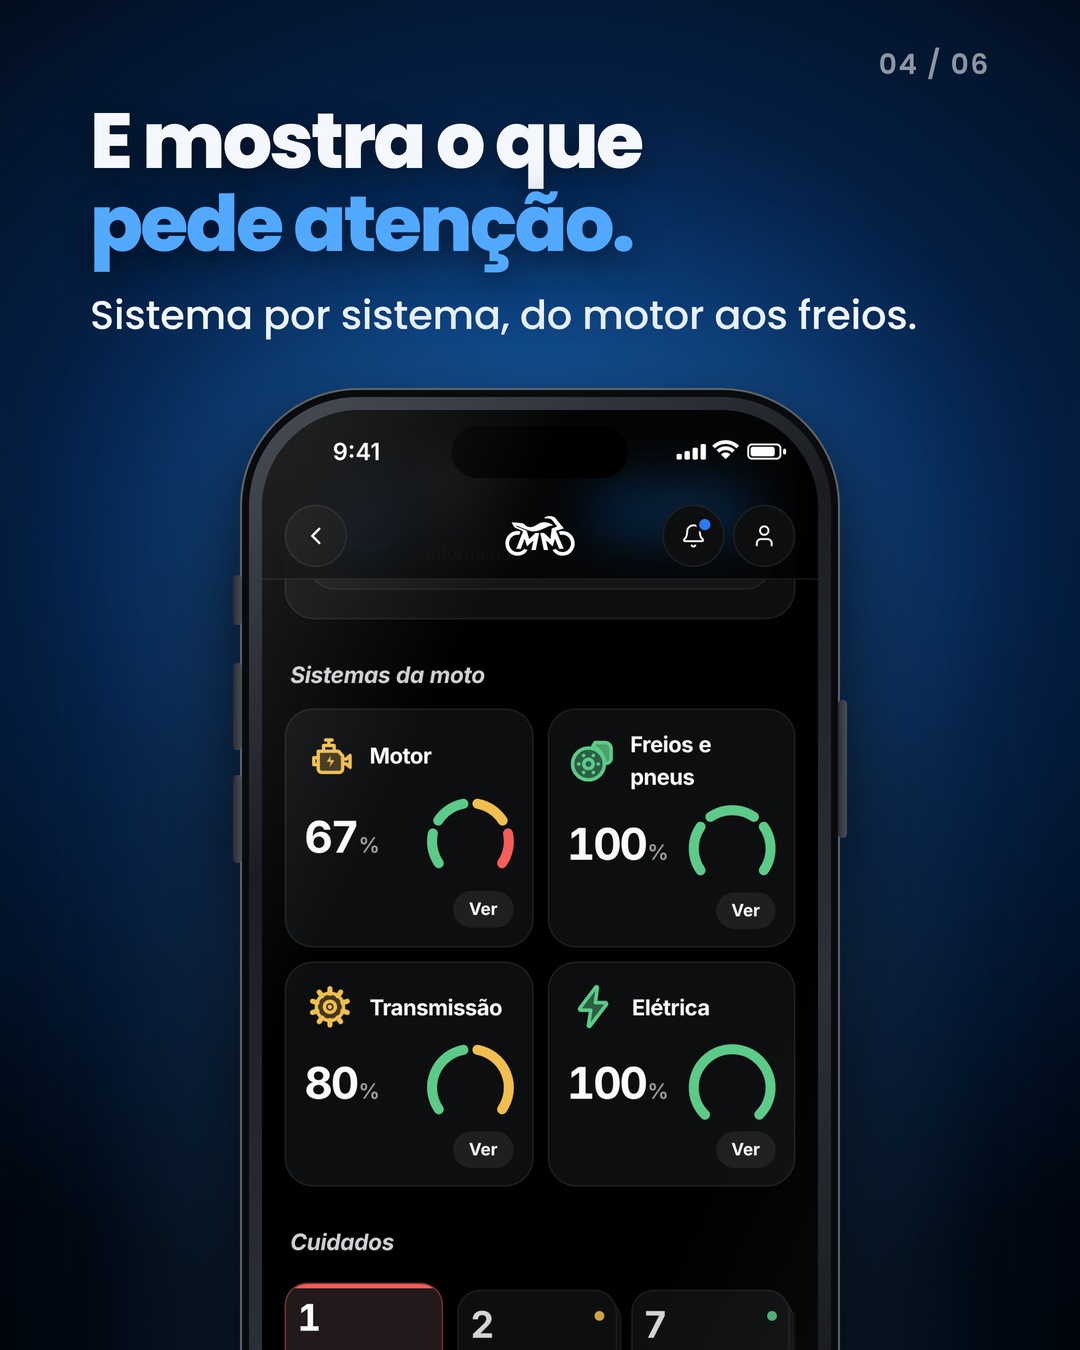 04 / 06
E mostra o que
pede atenção.
Sistema por sistema, do motor aos freios.
9:41
MM
Sistemas da moto
Motor
67%
Ver
Freios e
pneus
100%
Ver
Transmissão
80%
Ver
Elétrica
100%
Ver
Cuidados
1
2
7